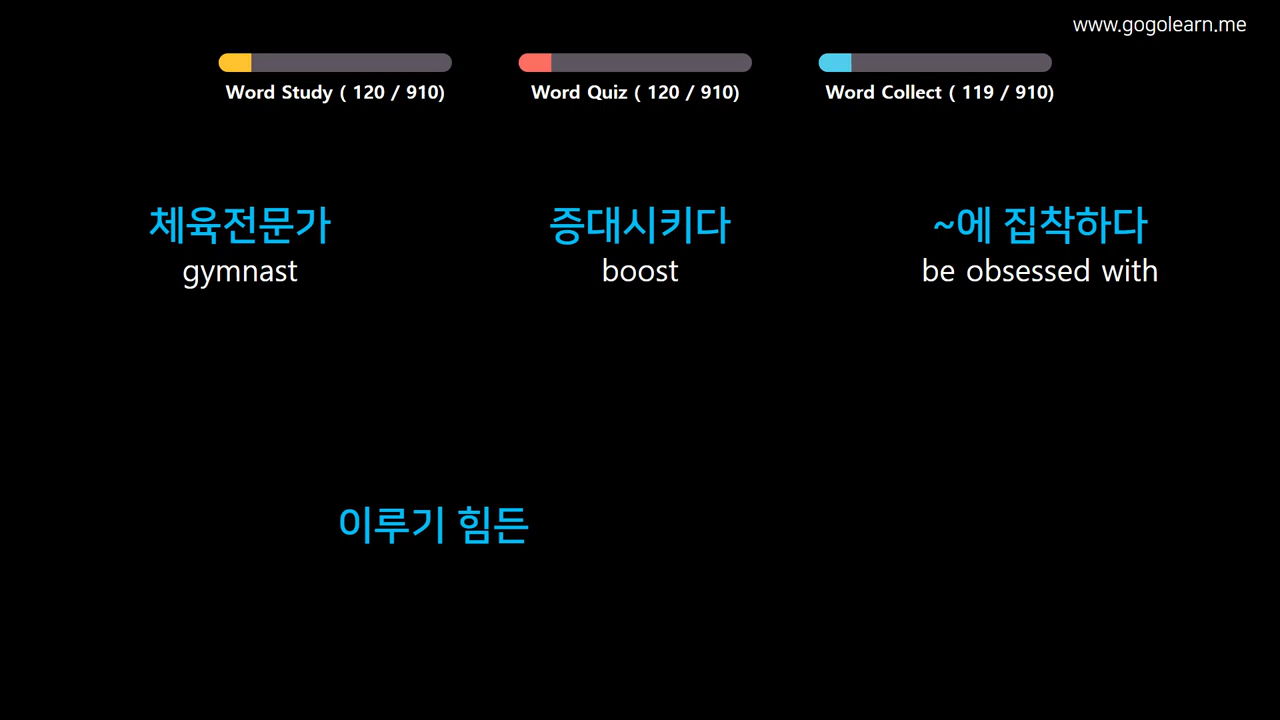 www.gogolearn.me
Word Study ( 120 / 910)
Word Quiz ( 120 / 910)
Word Collect ( 119 / 910)
체육전문가
gymnast
증대시키다
boost
~에 집착하다
be obsessed with
이루기 힘든